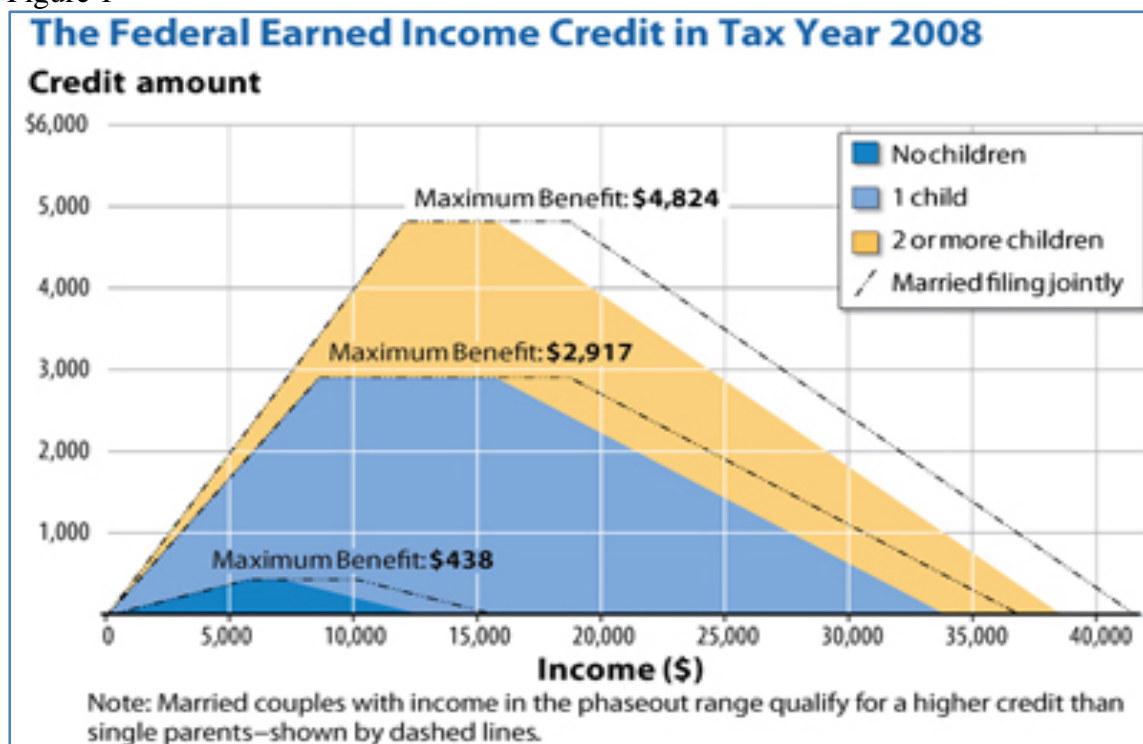 The Federal Earned Income Credit in Tax Year 2008
Credit amount
$6,000
5,000
4,000
3,000
2,000
1,000
Maximum Benefit: $4,824
Maximum Benefit: $2,917
Maximum Benefit: $438
No children
1 child
2 or more children
Married filing jointly
0 5,000 10,000 15,000 20,000 25,000 30,000 35,000 40,000
Income ($)
Note: Married couples with income in the phaseout range qualify for a higher credit than
single parents–shown by dashed lines.